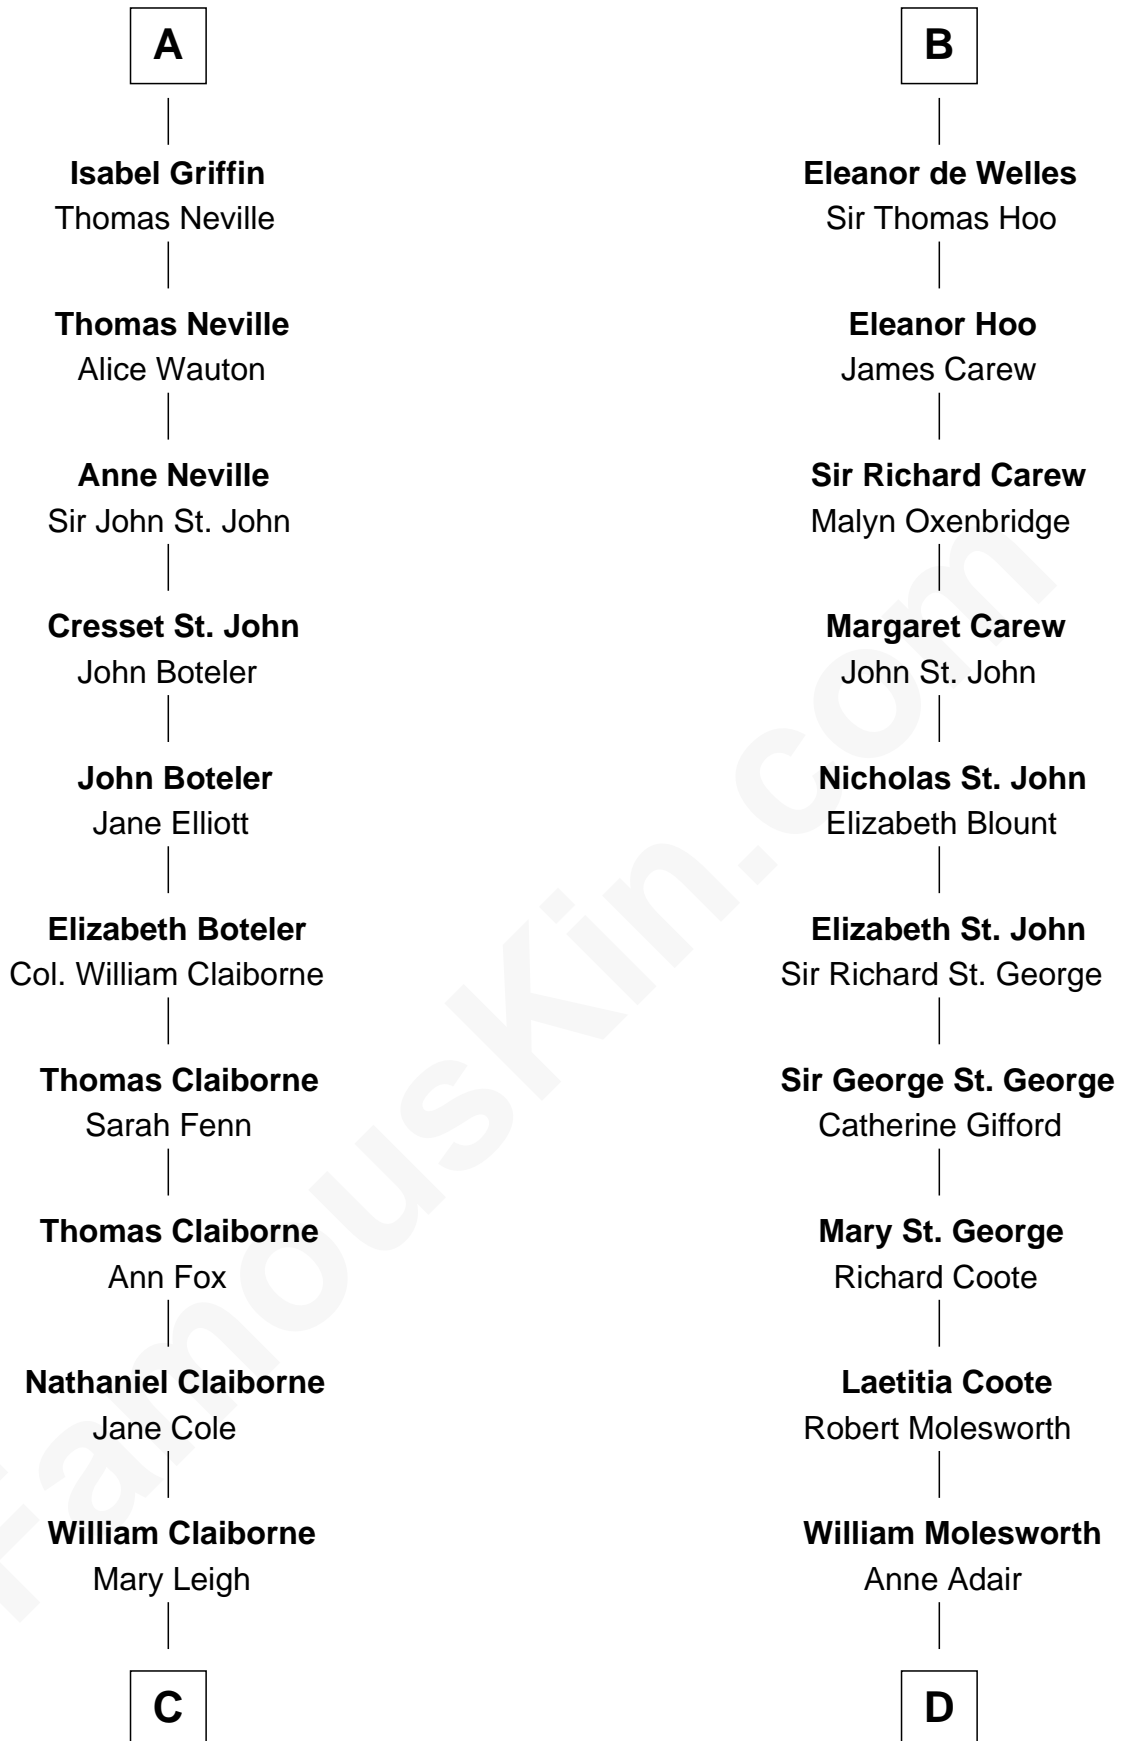 A
Isabel Griffin
Thomas Neville
Thomas Neville
Alice Wauton
Anne Neville
Sir John St. John
Cresset St. John
John Boteler
John Boteler
Jane Elliott
Elizabeth Boteler
Col. William Claiborne
Thomas Claiborne
Sarah Fenn
Thomas Claiborne
Ann Fox
Nathaniel Claiborne
Jane Cole
William Claiborne
Mary Leigh
C
B
Eleanor de Welles
Sir Thomas Hoo
Eleanor Hoo
James Carew
Sir Richard Carew
Malyn Oxenbridge
Margaret Carew
John St. John
Nicholas St. John
Elizabeth Blount
Elizabeth St. John
Sir Richard St. George
Sir George St. George
Catherine Gifford
Mary St. George
Richard Coote
Laetitia Coote
Robert Molesworth
William Molesworth
Anne Adair
D
FamousKin.com